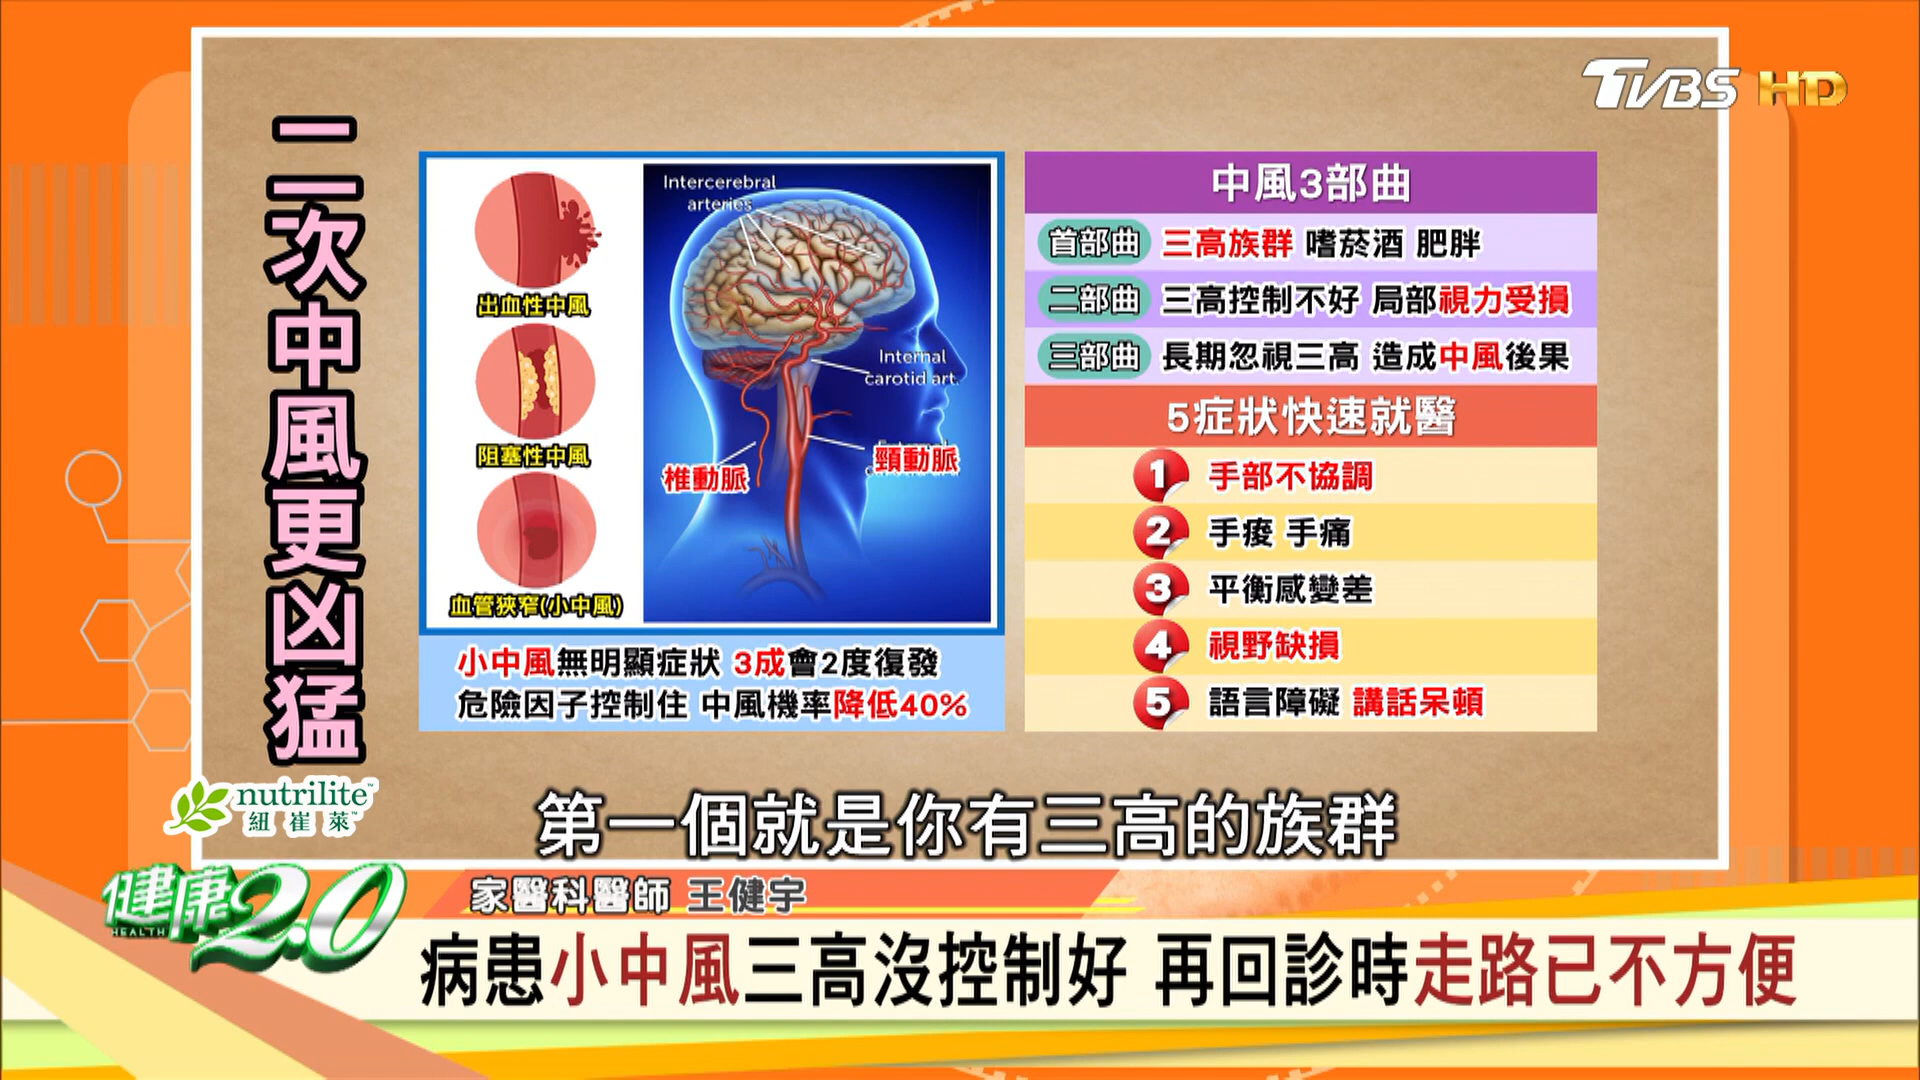 TVBS HD
一二次中風更凶猛
Intercerebral
arteries
Internal
carotid art.
頸動脈
椎動脈
出血性中風
阻塞性中風
血管狹窄(小中風)
小中風無明顯症狀 3成會2度復發
危險因子控制住 中風機率降低40%
中風3部曲
首部曲 三高族群 嗜菸酒 肥胖
二部曲 三高控制不好 局部視力受損
三部曲 長期忽視三高 造成中風後果
5症狀快速就醫
1 手部不協調
2 手痠 手痛
3 平衡感變差
4 視野缺損
5 語言障礙 講話呆頓
nutrilite™
紐崔萊™
第一個就是你有三高的族群
健康2.0
HEALTH
家醫科醫師 王健宇
病患小中風三高沒控制好 再回診時走路已不方便